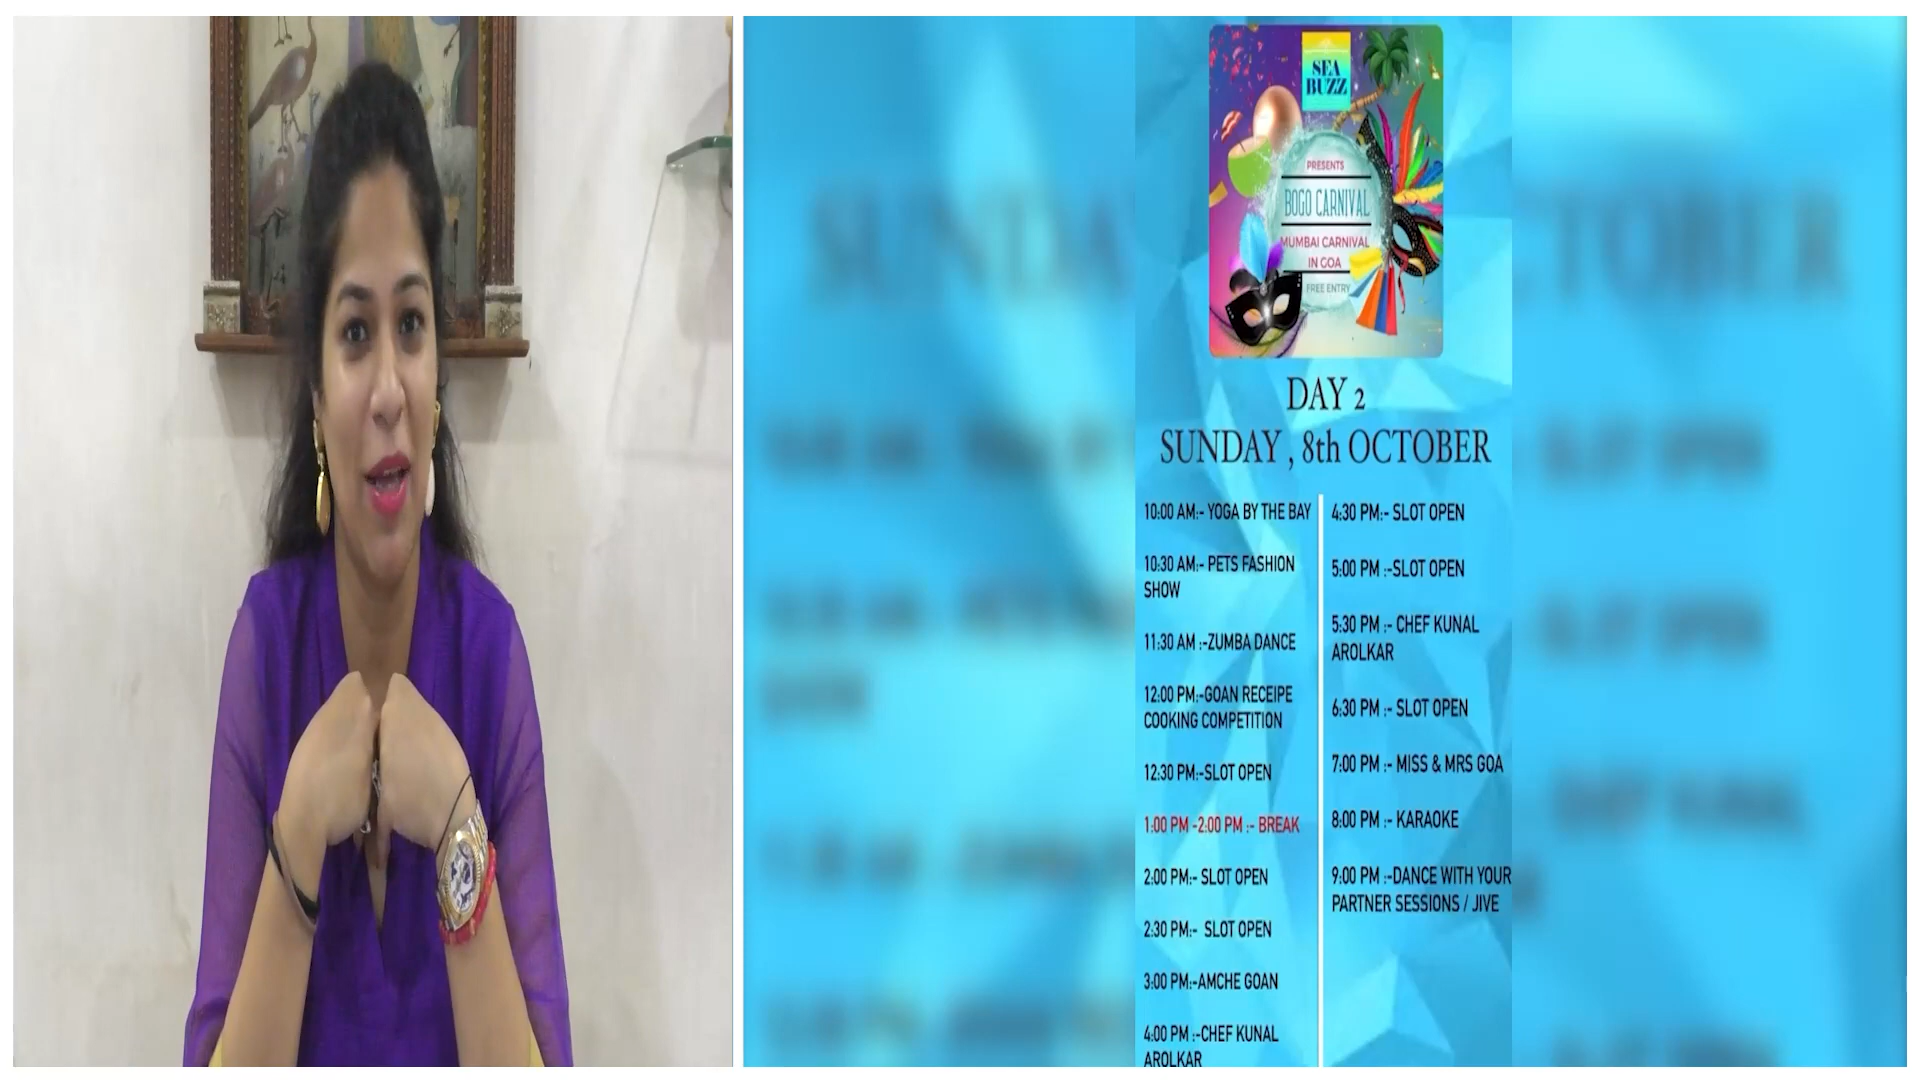 SEA
BUZZ
PRESENTS
BOGO CARNIVAL
MUMBAI CARNIVAL
IN GOA
FREE ENTRY
DAY 2
SUNDAY , 8th OCTOBER
10:00 AM:- YOGA BY THE BAY
10:30 AM:- PETS FASHION
SHOW
11:30 AM :-ZUMBA DANCE
12:00 PM:-GOAN RECEIPE
COOKING COMPETITION
12:30 PM:-SLOT OPEN
1:00 PM -2:00 PM :- BREAK
2:00 PM:- SLOT OPEN
2:30 PM:- SLOT OPEN
3:00 PM:-AMCHE GOAN
4:00 PM :-CHEF KUNAL
AROLKAR
4:30 PM:- SLOT OPEN
5:00 PM :-SLOT OPEN
5:30 PM :- CHEF KUNAL
AROLKAR
6:30 PM :- SLOT OPEN
7:00 PM :- MISS & MRS GOA
8:00 PM :- KARAOKE
9:00 PM :-DANCE WITH YOUR
PARTNER SESSIONS / JIVE